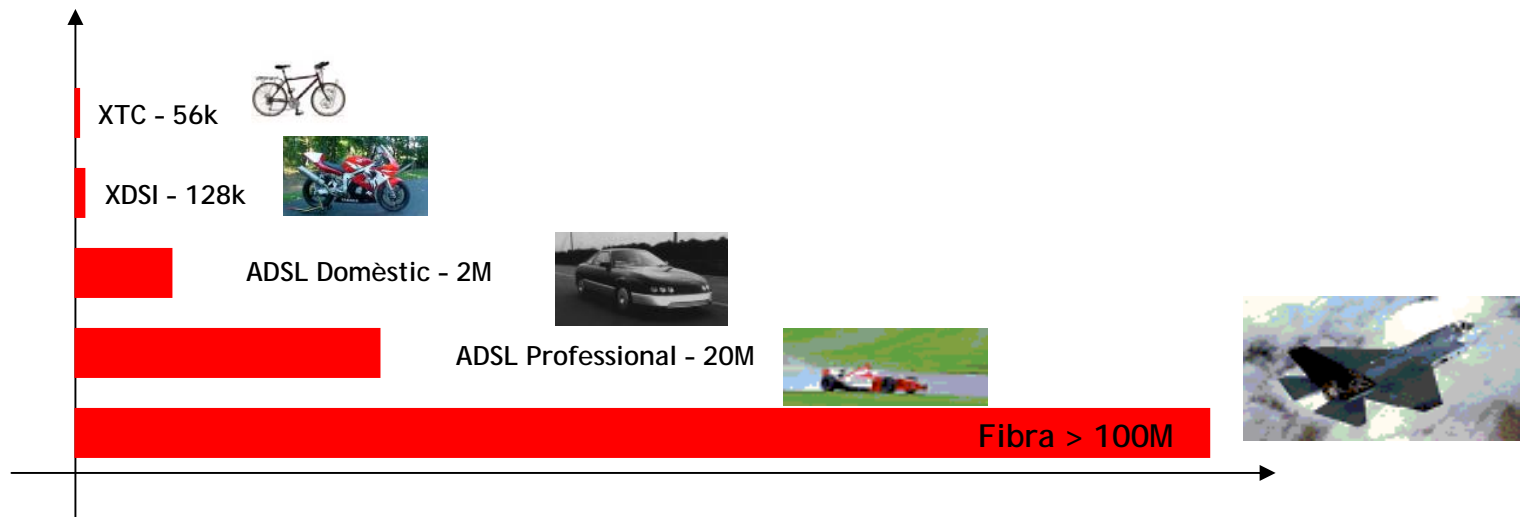 XTC - 56k
XDSI - 128k
ADSL Domèstic - 2M
ADSL Professional - 20M
Fibra > 100M